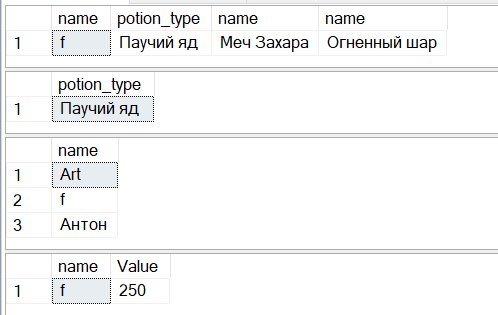 name potion_type name name
1 f Паучий яд Меч Захара Огненный шар
potion_type
1 Паучий яд
name
1 Art
2 f
3 Антон
name Value
1 f 250